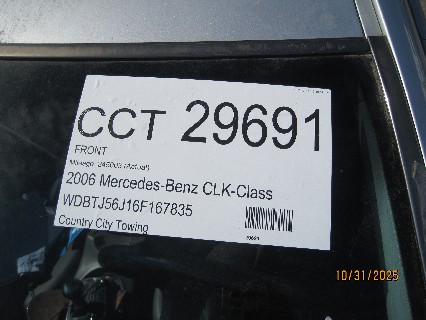 CCT 29691
FRONT
2006 Mercedes-Benz CLK-Class
WDBTJ56J16F167835
Country City Towing
10/31/2025